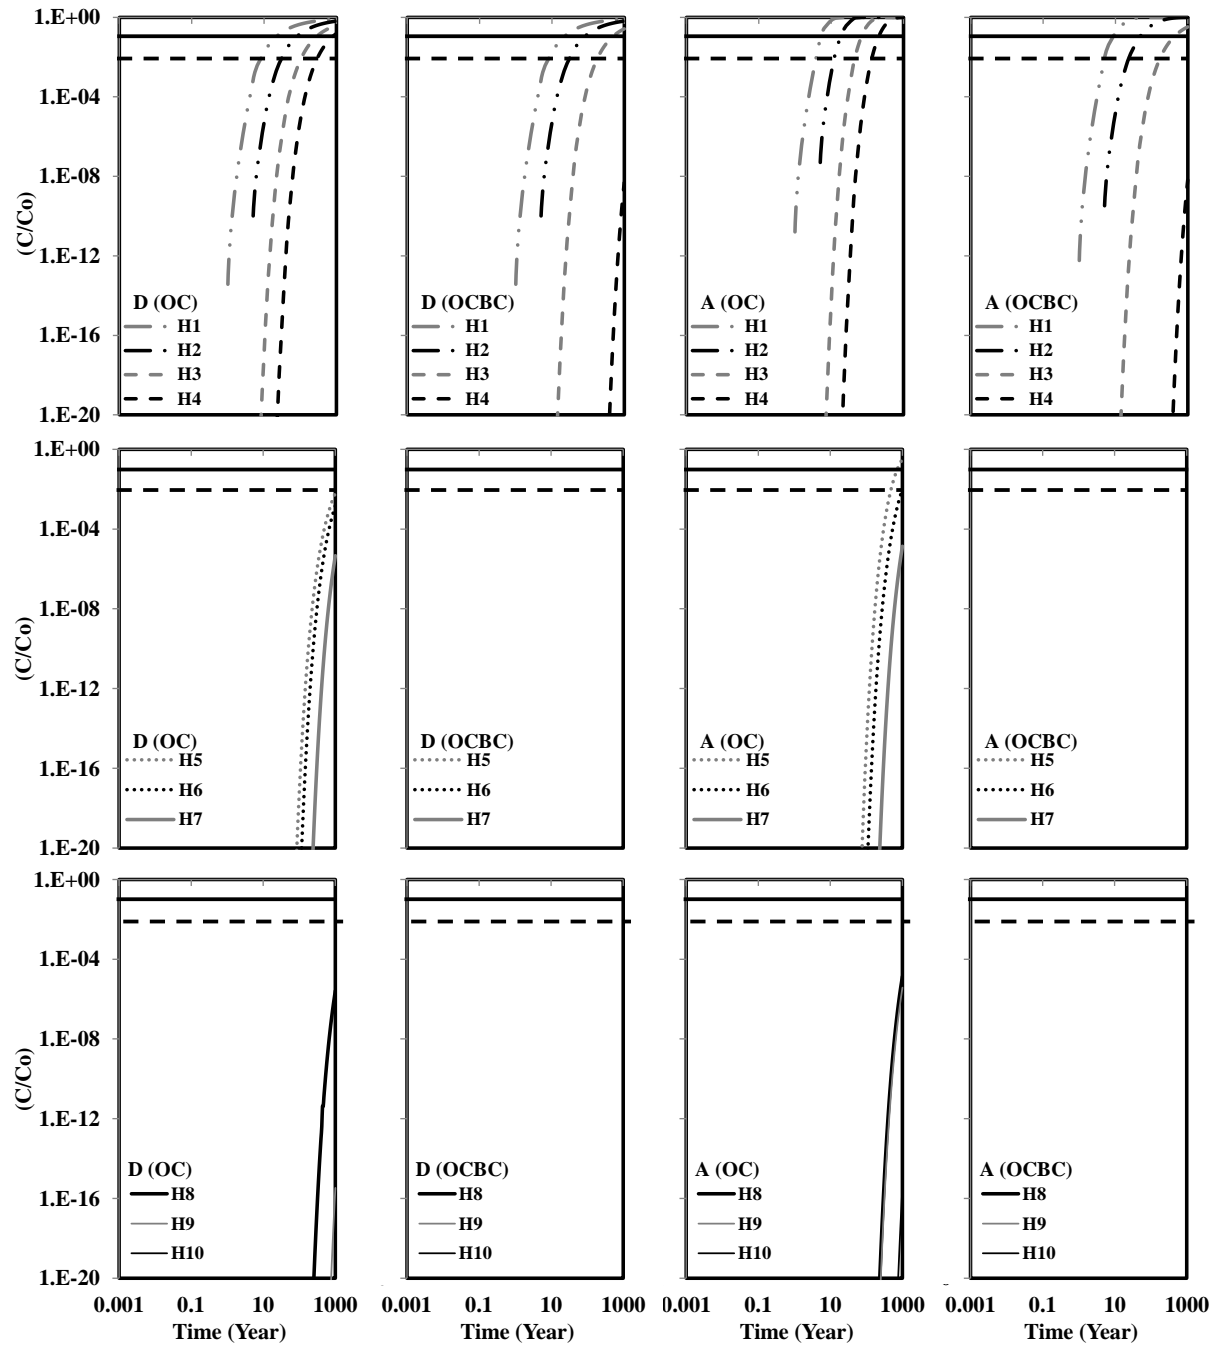 1.E+00
1.E-04
1.E-08
1.E-12
1.E-16
1.E-20
(C/Co)
D (OC)
H1
H2
H3
H4
D (OCBC)
H1
H2
H3
H4
A (OC)
H1
H2
H3
H4
A (OCBC)
H1
H2
H3
H4
1.E+00
1.E-04
1.E-08
1.E-12
1.E-16
1.E-20
(C/Co)
D (OC)
H5
H6
H7
D (OCBC)
H5
H6
H7
A (OC)
H5
H6
H7
A (OCBC)
H5
H6
H7
1.E+00
1.E-04
1.E-08
1.E-12
1.E-16
1.E-20
(C/Co)
D (OC)
H8
H9
H10
D (OCBC)
H8
H9
H10
A (OC)
H8
H9
H10
A (OCBC)
H8
H9
H10
0.001 0.1 10 1000
Time (Year)
0.001 0.1 10 1000
Time (Year)
0.001 0.1 10 1000
Time (Year)
0.001 0.1 10 1000
Time (Year)